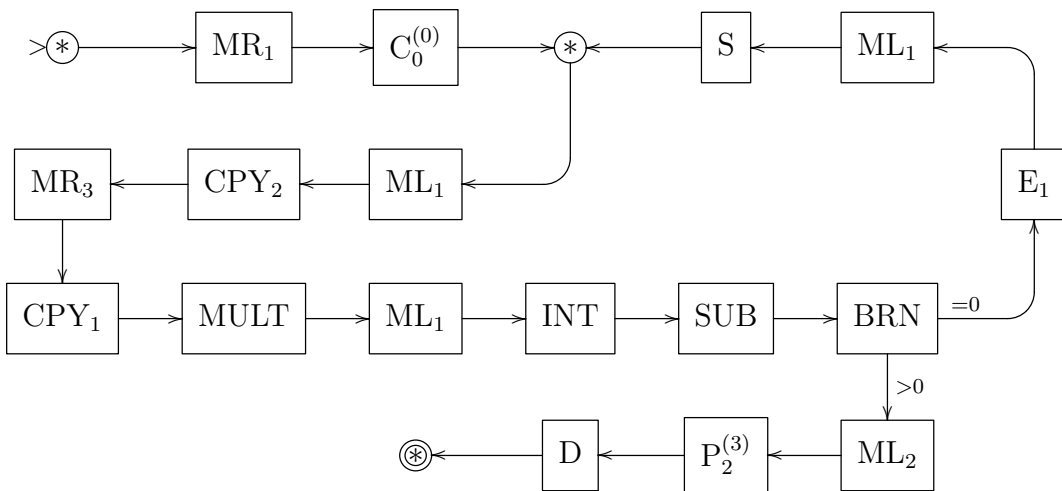 >* MR₁ C₀⁽⁰⁾ * S ML₁
MR₃ CPY₂ ML₁ E₁
CPY₁ MULT ML₁ INT SUB BRN =0
>0
* D P₂⁽³⁾ ML₂